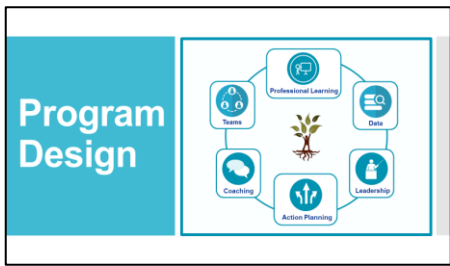 Program
Design
Professional Learning
Teams
Data
Coaching
Leadership
Action Planning